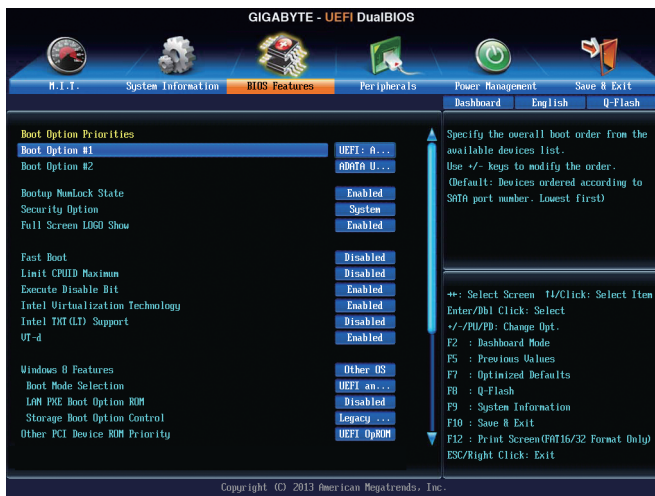 GIGABYTE - UEFI DualBIOS
M.I.T. System Information BIOS Features Peripherals Power Management Save & Exit
Dashboard English Q-Flash
Boot Option Priorities
Boot Option #1 UEFI: A...
Boot Option #2 ADATA U...
Bootup NumLock State Enabled
Security Option System
Full Screen LOGO Show Enabled
Fast Boot Disabled
Limit CPUID Maximum Disabled
Execute Disable Bit Enabled
Intel Virtualization Technology Enabled
Intel TXT(LT) Support Disabled
VT-d Enabled
Windows 8 Features Other OS
Boot Mode Selection UEFI an...
LAN PXE Boot Option ROM Disabled
Storage Boot Option Control Legacy ...
Other PCI Device ROM Priority UEFI OpROM
Specify the overall boot order from the
available devices list.
Use +/- keys to modify the order.
(Default: Devices ordered according to
SATA port number. Lowest first)
→←: Select Screen ↑↓/Click: Select Item
Enter/Dbl Click: Select
+/-/PU/PD: Change Opt.
F2 : Dashboard Mode
F5 : Previous Values
F7 : Optimized Defaults
F8 : Q-Flash
F9 : System Information
F10 : Save & Exit
F12 : Print Screen(FAT16/32 Format Only)
ESC/Right Click: Exit
Copyright (C) 2013 American Megatrends, Inc.